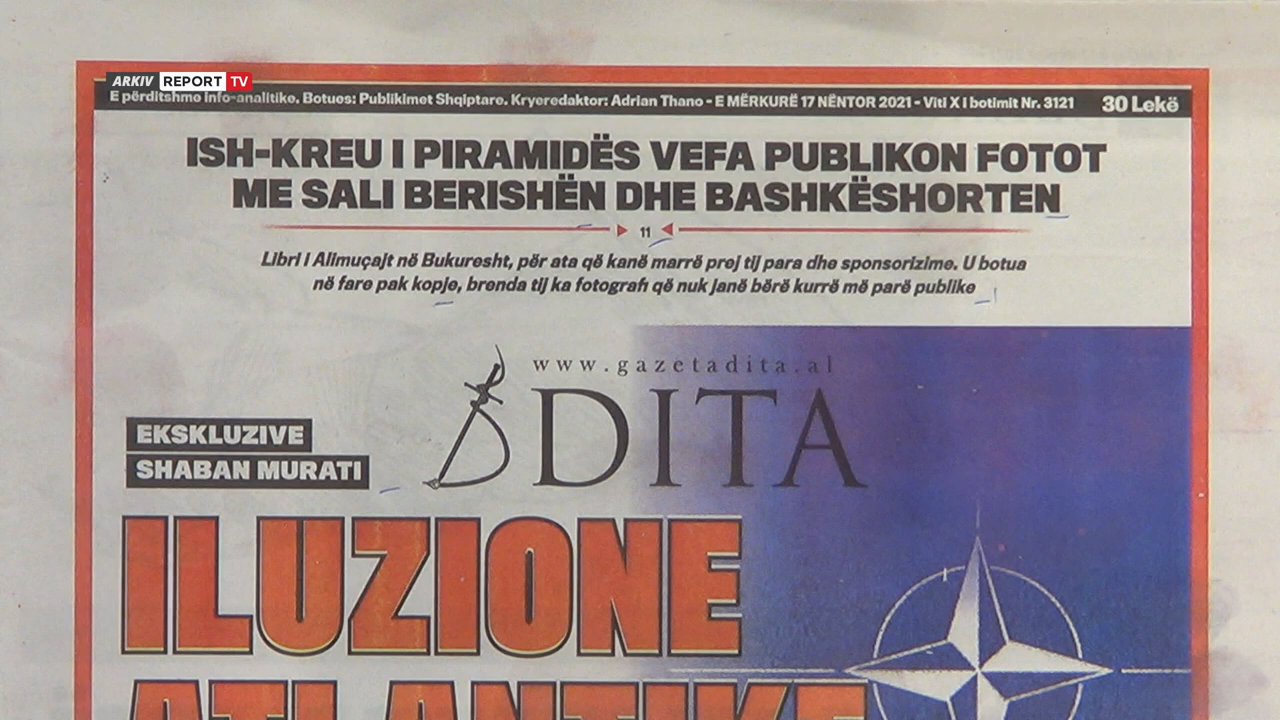 ARKIV REPORT TV
E përditshme info-analitike. Botues: Publikimet Shqiptare. Kryeredaktor: Adrian Thano - E MËRKURË 17 NËNTOR 2021 - Viti X i botimit Nr. 3121 30 Lekë
ISH-KREU I PIRAMIDËS VEFA PUBLIKON FOTOT
ME SALI BERISHËN DHE BASHKËSHORTEN
11
Libri i Alimuçajt në Bukuresht, për ata që kanë marrë prej tij para dhe sponsorizime. U botua
në fare pak kopje, brenda tij ka fotografi që nuk janë bërë kurrë më parë publike
www.gazetadita.al
DITA
EKSKLUZIVE
SHABAN MURATI
ILUZIONE
ATLANTIKE